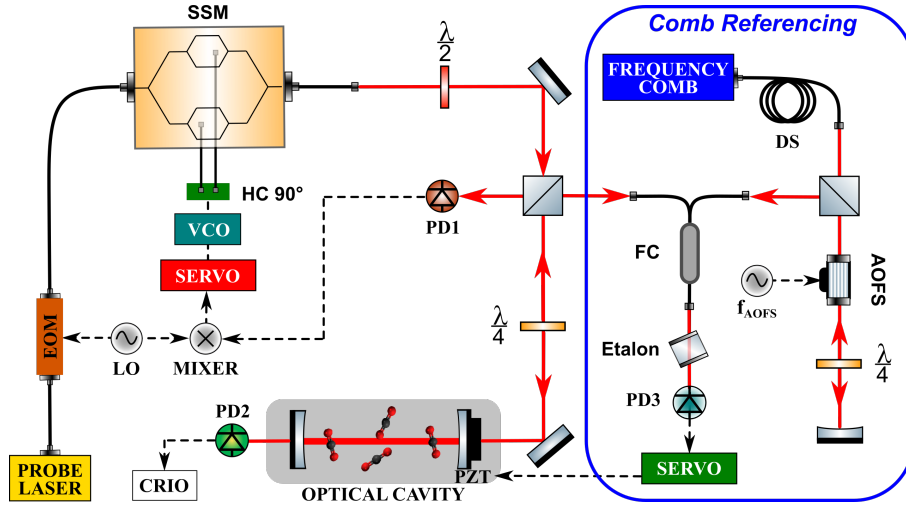 SSM
λ
2
Comb Referencing
FREQUENCY
COMB
DS
HC 90°
PD1
VCO
FC
AOFS
SERVO
f_AOFS
EOM
λ
4
Etalon
λ
4
LO
MIXER
PD3
PD2
PROBE
LASER
CRIO
PZT
SERVO
OPTICAL CAVITY